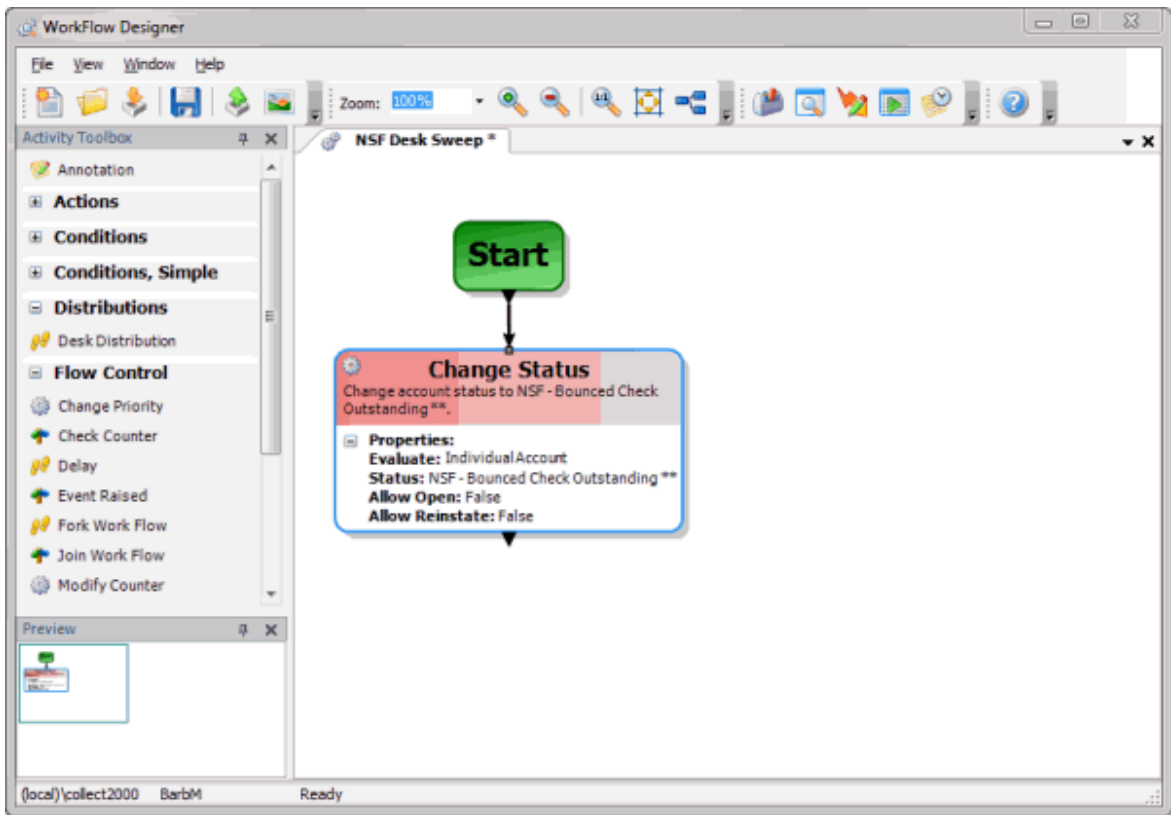 WorkFlow Designer
File View Window Help
Zoom: 100%
Activity Toolbox
NSF Desk Sweep *
Annotation
Actions
Conditions
Conditions, Simple
Distributions
Desk Distribution
Flow Control
Change Priority
Check Counter
Delay
Event Raised
Fork Work Flow
Join Work Flow
Modify Counter
Preview
Start
Change Status
Change account status to NSF - Bounced Check
Outstanding **.
Properties:
Evaluate: Individual Account
Status: NSF - Bounced Check Outstanding **
Allow Open: False
Allow Reinstate: False
(local)\collect2000 BarbM Ready